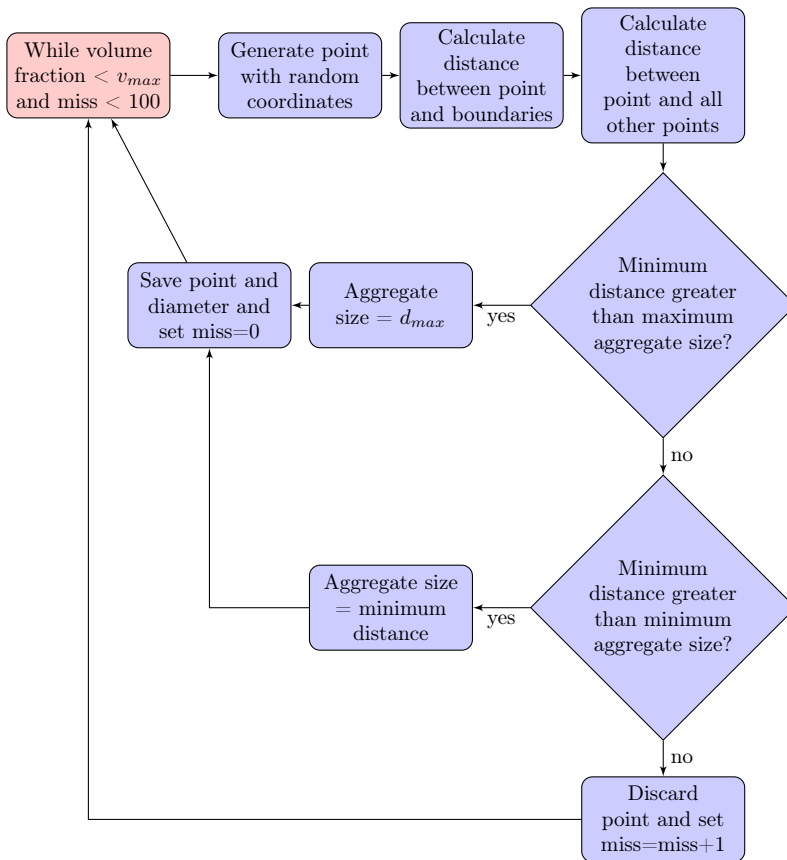 While volume
fraction < v_max
and miss < 100
Generate point
with random
coordinates
Calculate
distance
between point
and boundaries
Calculate
distance
between
point and all
other points
Minimum
distance greater
than maximum
aggregate size?
yes
Aggregate
size = d_max
Save point and
diameter and
set miss=0
no
Minimum
distance greater
than minimum
aggregate size?
yes
Aggregate size
= minimum
distance
no
Discard
point and set
miss=miss+1